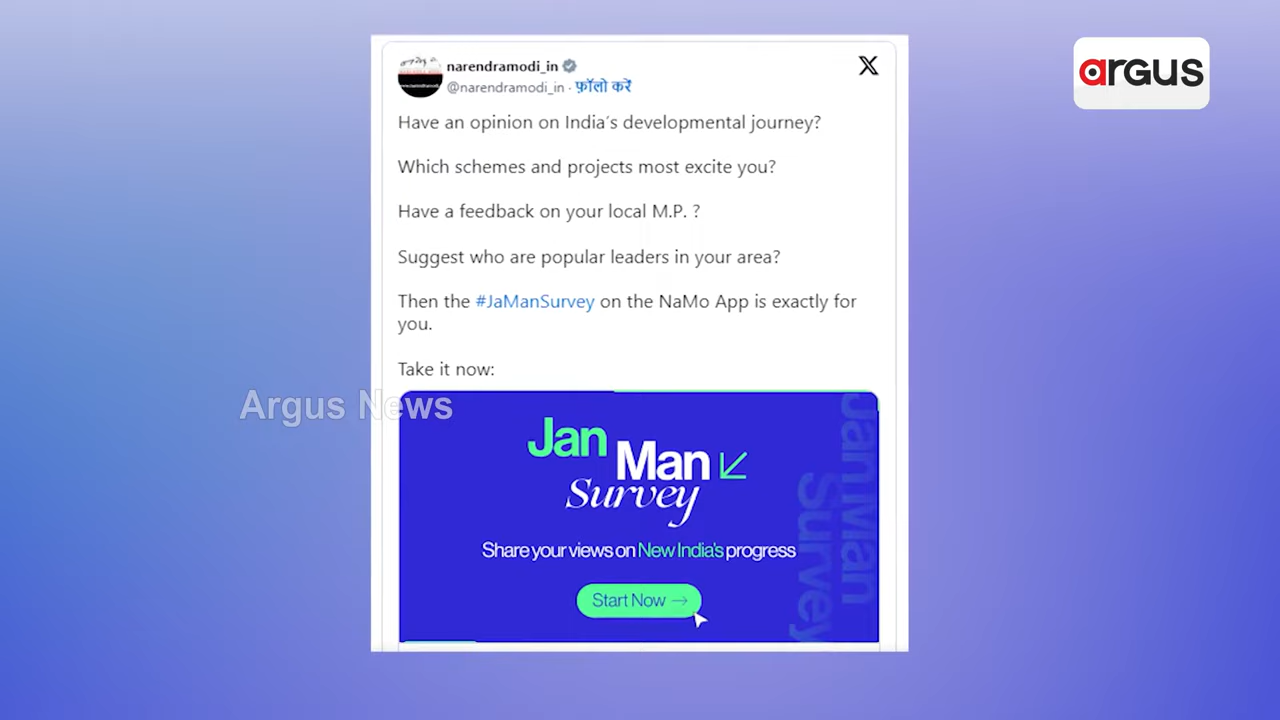 narendramodi_in
@narendramodi_in · फ़ॉलो करें
X
argus
Have an opinion on India's developmental journey?
Which schemes and projects most excite you?
Have a feedback on your local M.P. ?
Suggest who are popular leaders in your area?
Then the #JaManSurvey on the NaMo App is exactly for
you.
Take it now:
Argus News
Jan
Man
Survey
Share your views on New India's progress
Start Now →
Jan Man
Survey